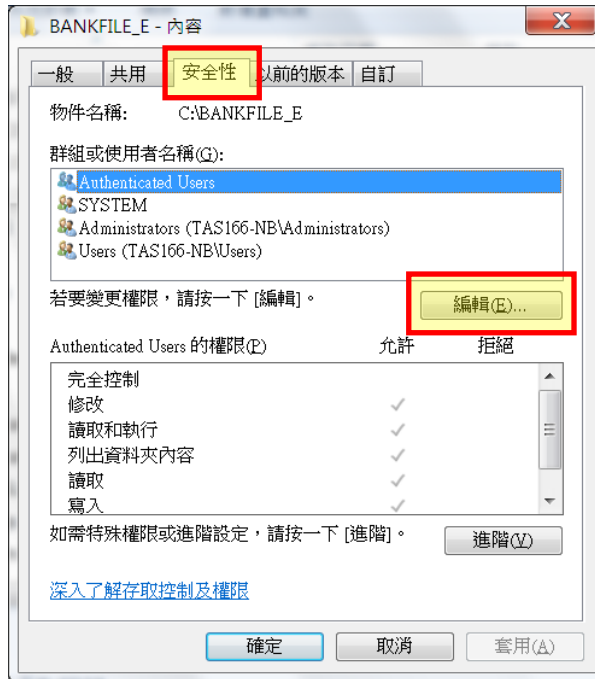 BANKFILE_E - 內容
一般 共用 安全性 以前的版本 自訂
物件名稱: C:\BANKFILE_E
群組或使用者名稱(G):
Authenticated Users
SYSTEM
Administrators (TAS166-NB\Administrators)
Users (TAS166-NB\Users)
若要變更權限，請按一下 [編輯]。
編輯(E)...
Authenticated Users 的權限(P) 允許 拒絕
完全控制
修改
讀取和執行
列出資料夾內容
讀取
寫入
如需特殊權限或進階設定，請按一下 [進階]。
進階(V)
深入了解存取控制及權限
確定 取消 套用(A)